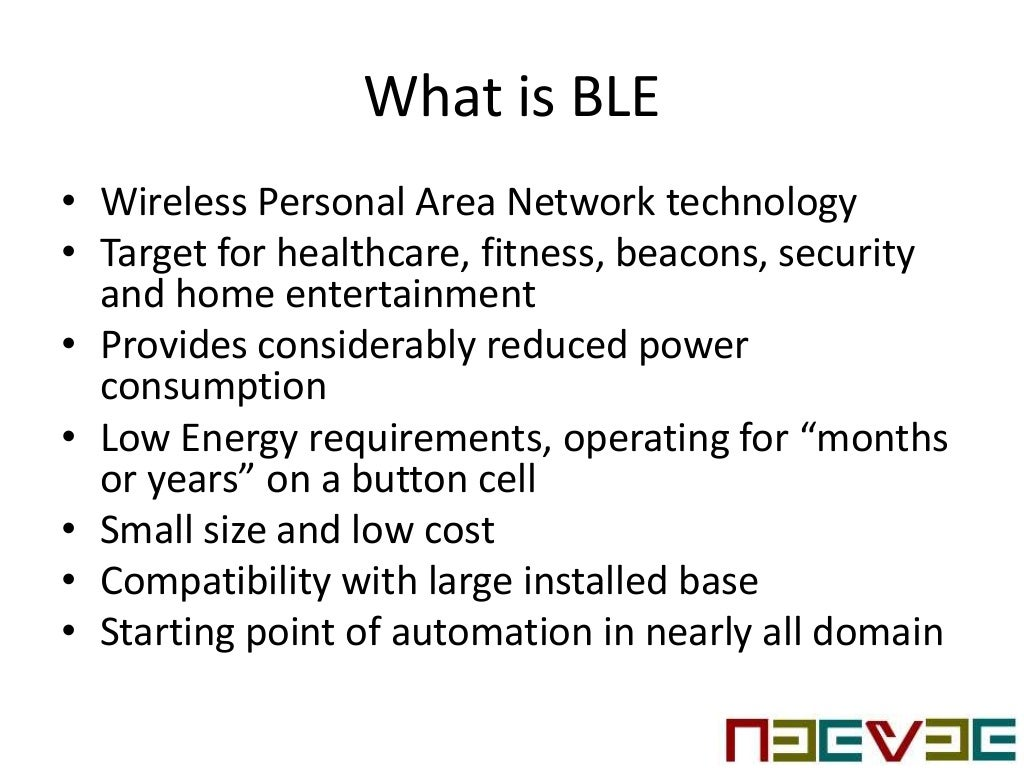 What is BLE
• Wireless Personal Area Network technology
• Target for healthcare, fitness, beacons, security
and home entertainment
• Provides considerably reduced power
consumption
• Low Energy requirements, operating for “months
or years” on a button cell
• Small size and low cost
• Compatibility with large installed base
• Starting point of automation in nearly all domain